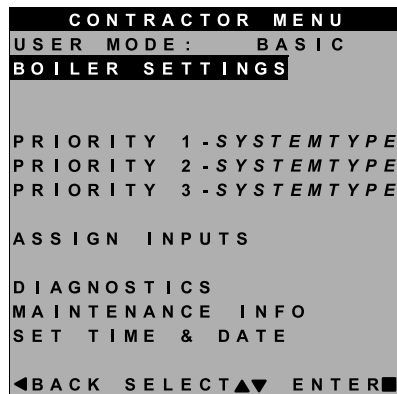 CONTRACTOR MENU
USER MODE: BASIC
BOILER SETTINGS
PRIORITY 1-SYSTEMTYPE
PRIORITY 2-SYSTEMTYPE
PRIORITY 3-SYSTEMTYPE
ASSIGN INPUTS
DIAGNOSTICS
MAINTENANCE INFO
SET TIME & DATE
◀BACK SELECT▲▼ ENTER■